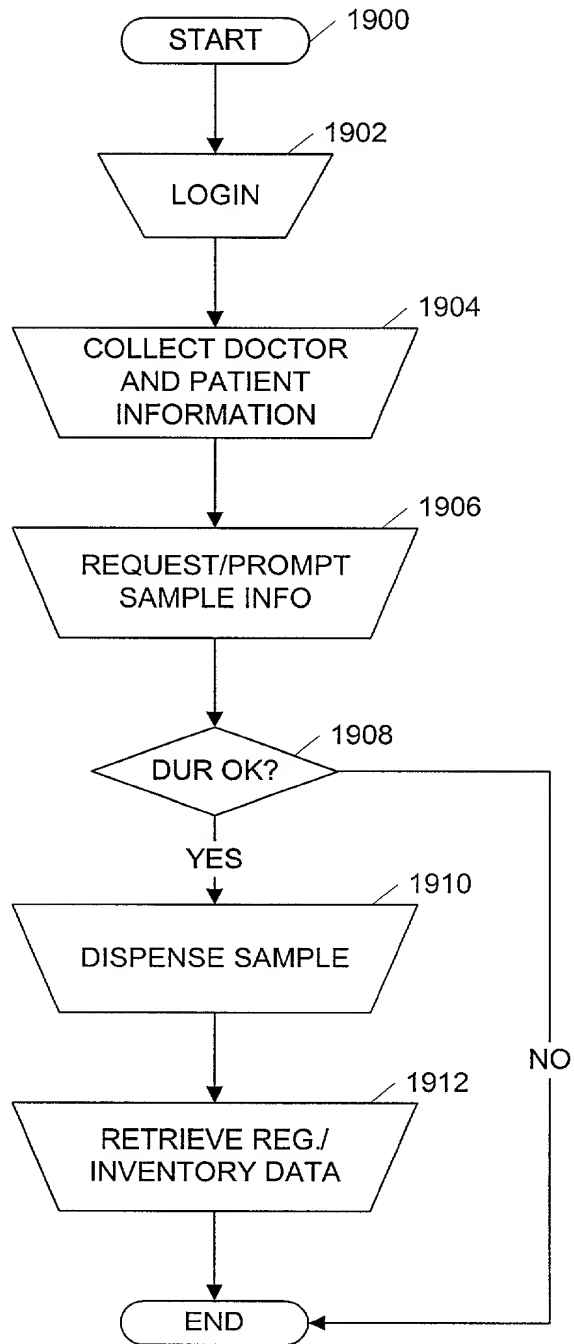 START
1900
1902
LOGIN
1904
COLLECT DOCTOR
AND PATIENT
INFORMATION
1906
REQUEST/PROMPT
SAMPLE INFO
1908
DUR OK?
YES
1910
DISPENSE SAMPLE
NO
1912
RETRIEVE REG./
INVENTORY DATA
END